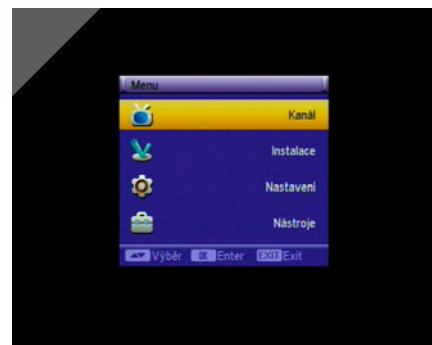 Menu
Kanál
Instalace
Nastavení
Nástroje
Výběr OK Enter EXIT Exit